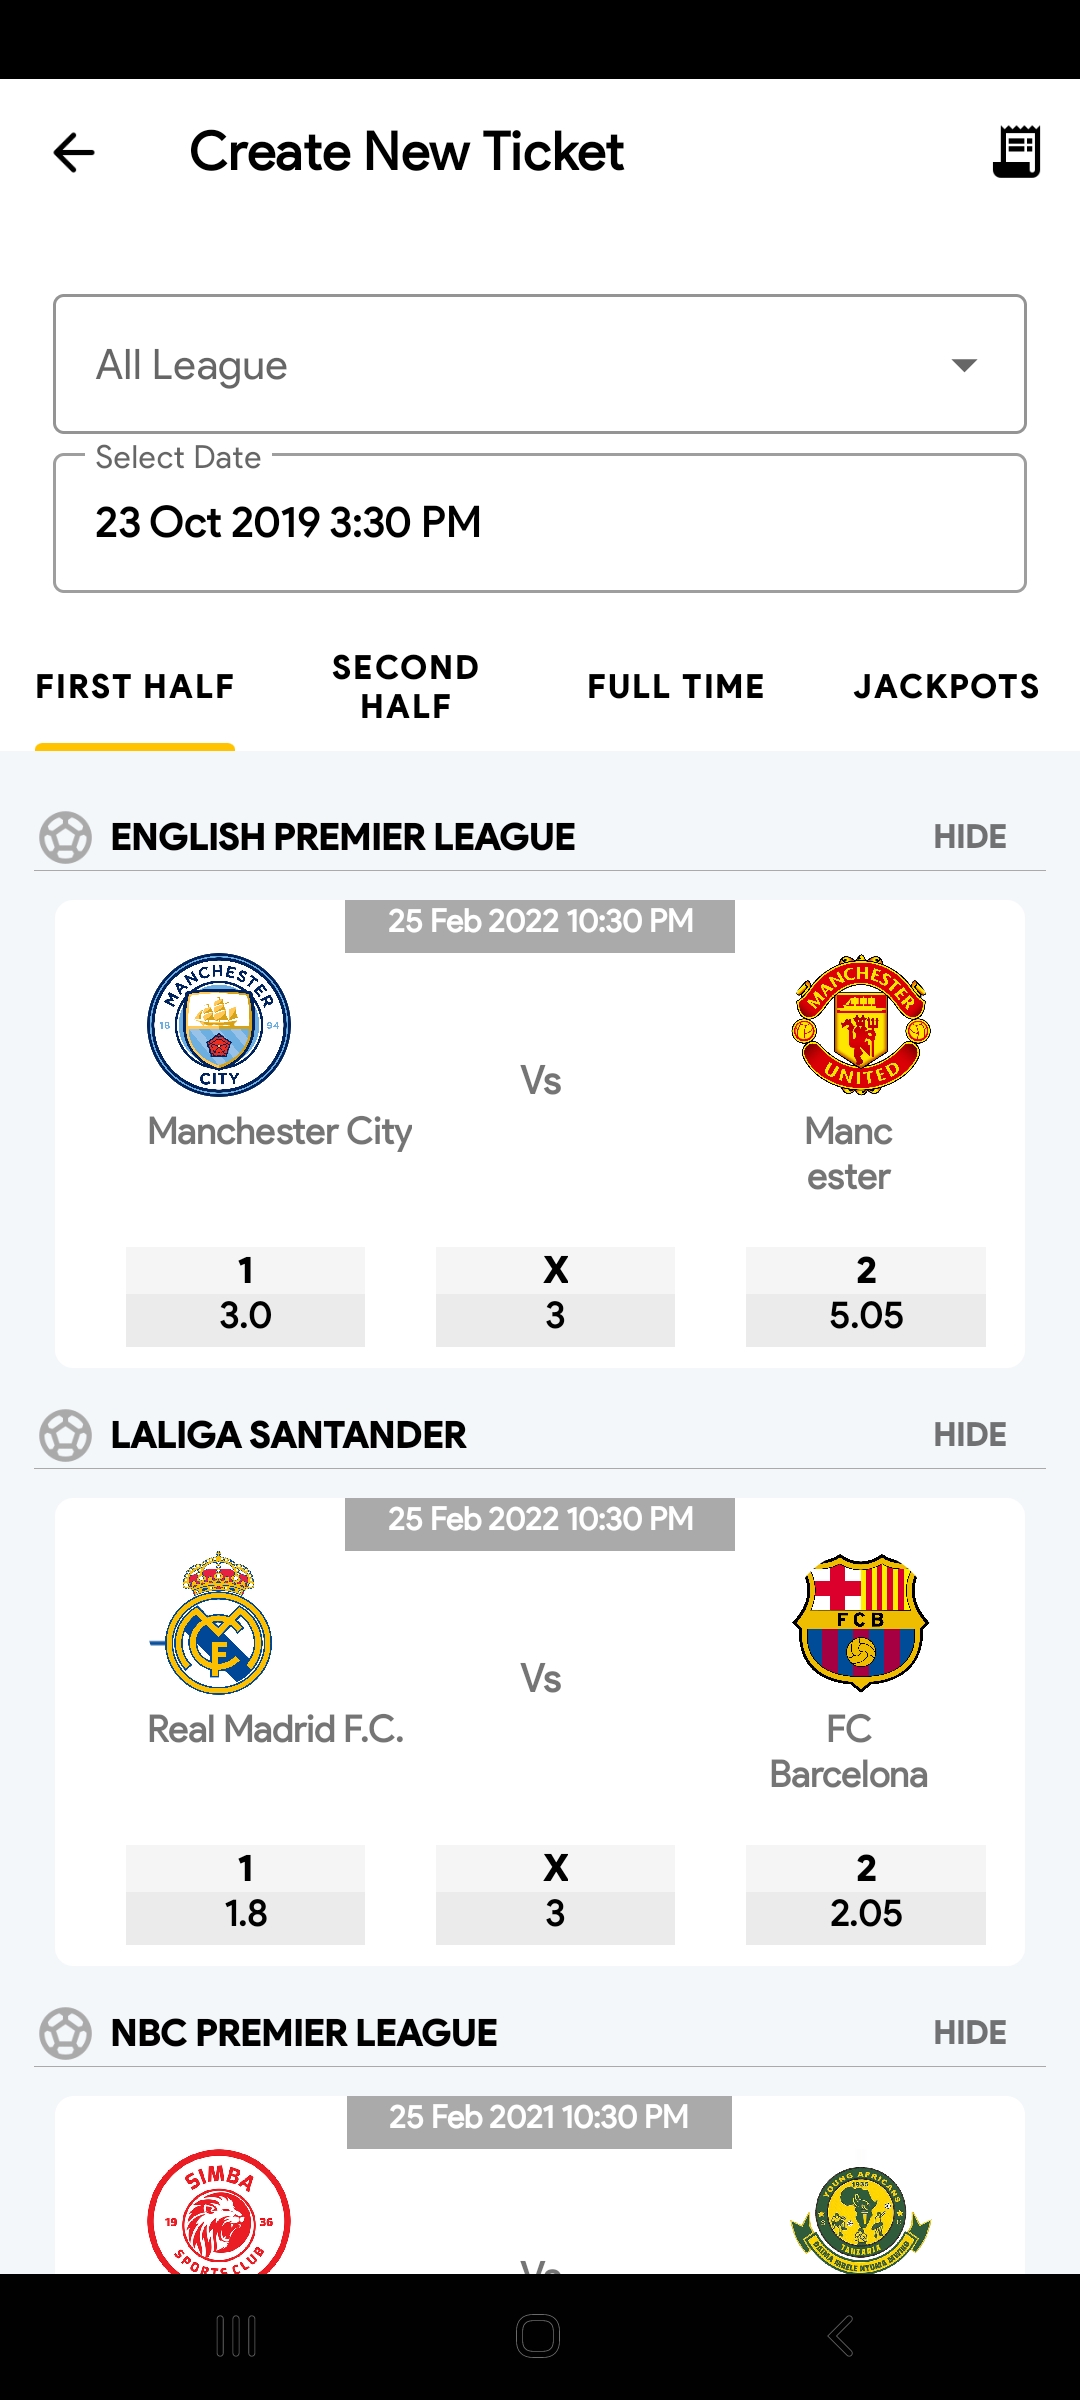 Create New Ticket
All League
Select Date
23 Oct 2019 3:30 PM
FIRST HALF
SECOND
HALF
FULL TIME
JACKPOTS
ENGLISH PREMIER LEAGUE
HIDE
25 Feb 2022 10:30 PM
MANCHESTER
18 94
CITY
MANCHESTER
UNITED
Vs
Manchester City
Manc
ester
1
X
2
3.0
3
5.05
LALIGA SANTANDER
HIDE
25 Feb 2022 10:30 PM
FCB
Vs
Real Madrid F.C.
FC
Barcelona
1
X
2
1.8
3
2.05
NBC PREMIER LEAGUE
HIDE
25 Feb 2021 10:30 PM
SIMBA
19 36
SPORTS CLUB
YOUNG AFRICANS
1935
TANZANIA
Vs